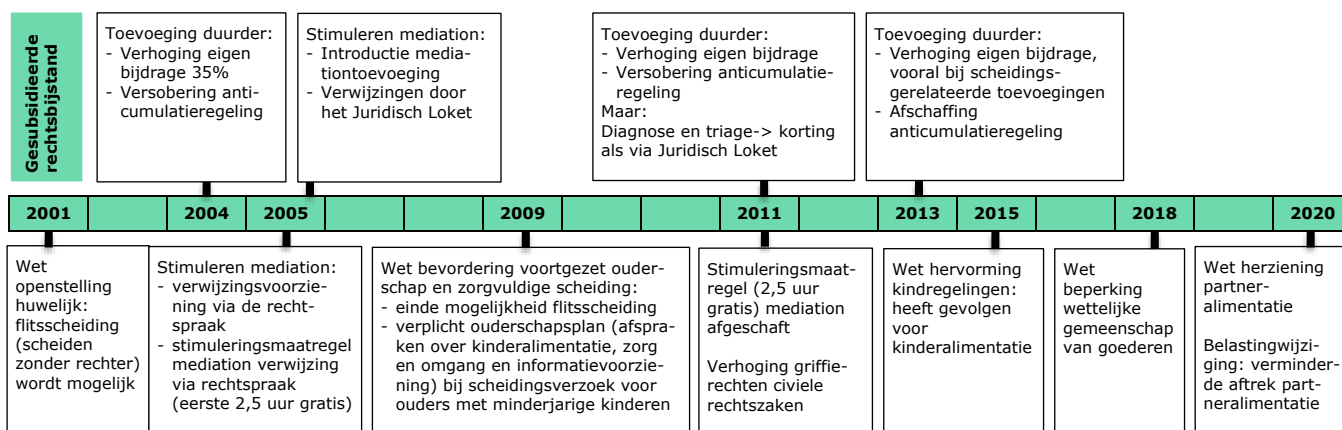 Gesubsidieerde
rechtsbijstand
Toevoeging duurder:
- Verhoging eigen
bijdrage 35%
- Versobering anti-
cumulatieregeling
Stimuleren mediation:
- Introductie me-
diationtoevoeging
- Verwijzingen door
het Juridisch Loket
Toevoeging duurder:
- Verhoging eigen bijdrage
- Versobering anticumulatie-
regeling
Maar:
Diagnose en triage-> korting
als via Juridisch Loket
Toevoeging duurder:
- Verhoging eigen bijdrage,
vooral bij scheidings-
gerelateerde toevoegingen
- Afschaffing
anticumulatieregeling
2001 2004 2005 2009 2011 2013 2015 2018 2020
Wet
openstelling
huwelijk:
flitsscheiding
(scheiden
zonder rechter)
wordt mogelijk
Stimuleren mediation:
- verwijzingsvoorzie-
ning via de recht-
spraak
- stimuleringsmaatregel
mediation verwijzing
via rechtspraak
(eerste 2,5 uur gratis)
Wet bevordering voortgezet ouder-
schap en zorgvuldige scheiding:
- einde mogelijkheid flitsscheiding
- verplicht ouderschapsplan (afspra-
ken over kinderalimentatie, zorg
en omgang en informatievoorzie-
ning) bij scheidingsverzoek voor
ouders met minderjarige kinderen
Stimuleringsmaat-
regel (2,5 uur
gratis) mediation
afgeschaft
Verhoging griffie-
rechten civiele
rechtszaken
Wet hervorming
kindregelingen:
heeft gevolgen
voor
kinderalimentatie
Wet
beperking
wettelijke
gemeenschap
van goederen
Wet herziening
partner-
alimentatie
Belastingwijzi-
ging: verminder-
de aftrek part-
neralimentatie